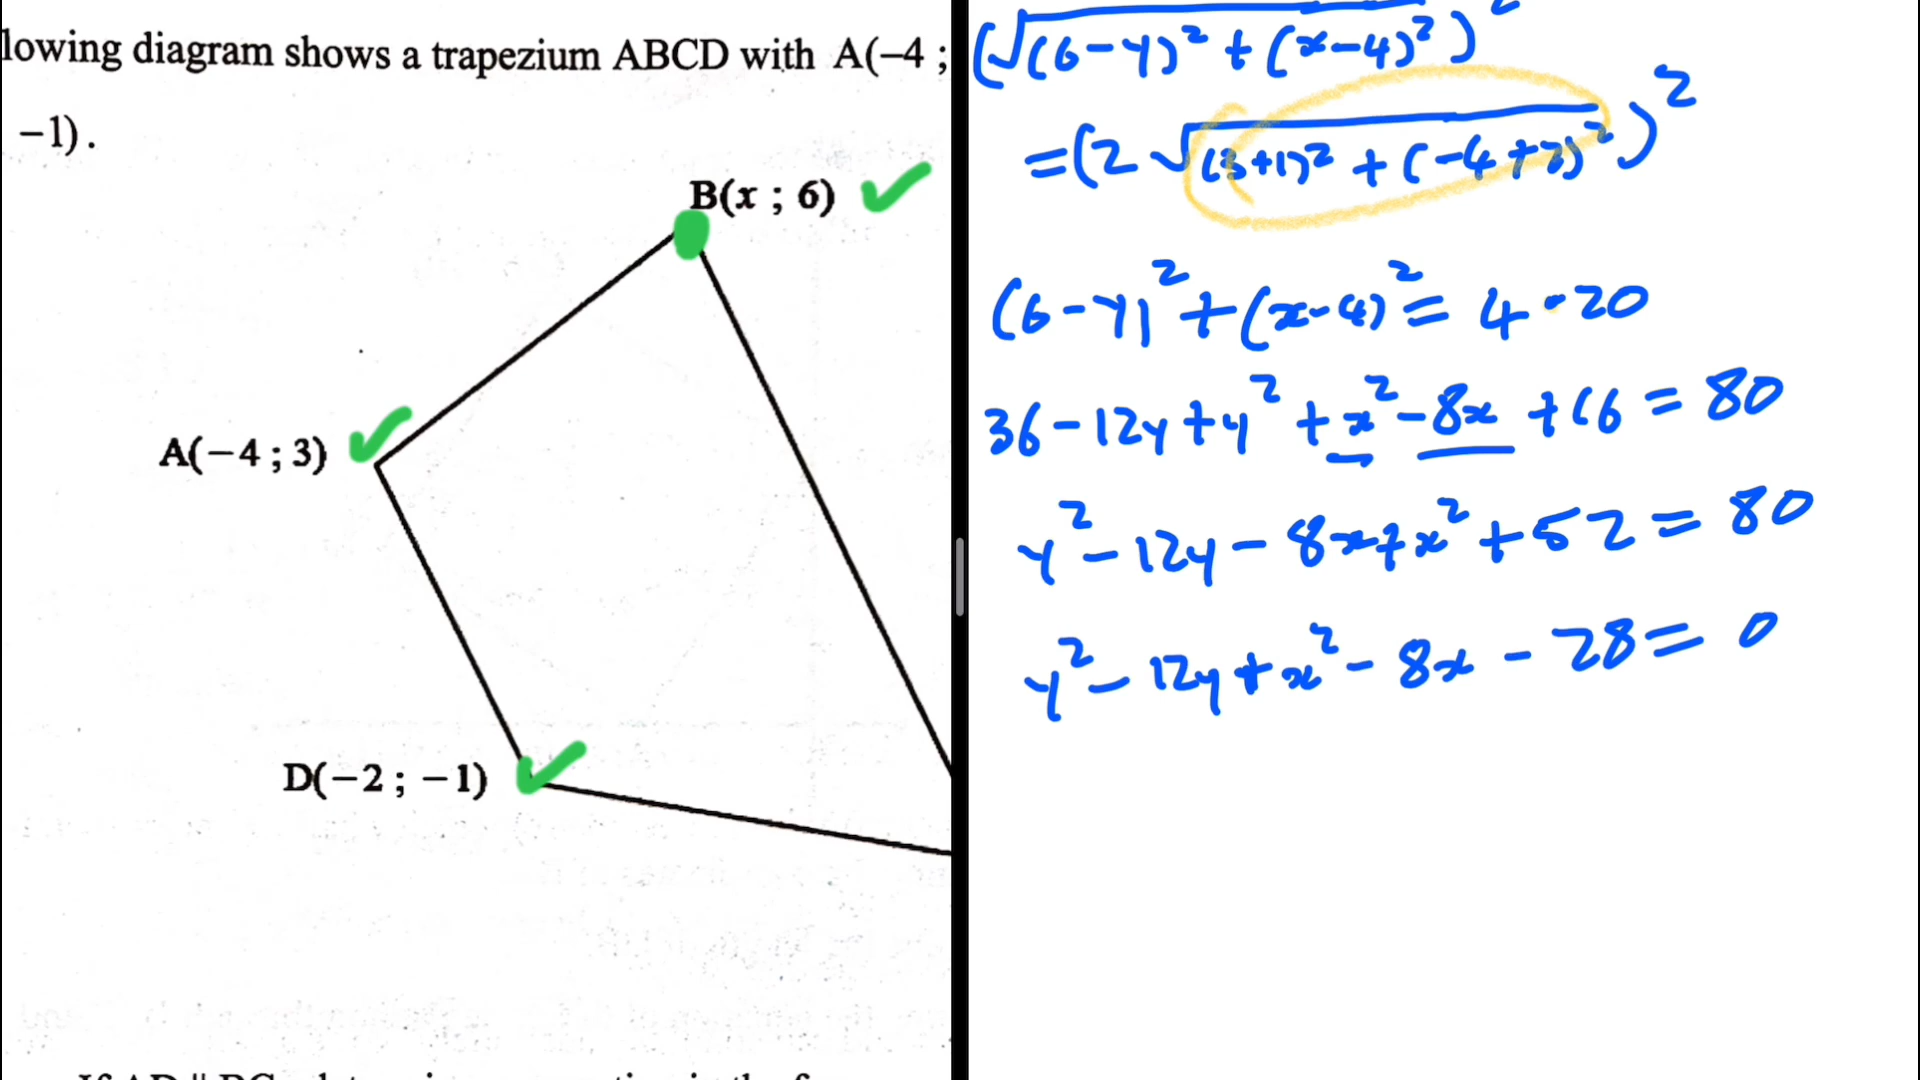 lowing diagram shows a trapezium ABCD with A(−4 ;
−1) .
B(x ; 6)
A(−4 ; 3)
D(−2 ; −1)
(√(6−y)² + (x−4)²)²
=(2√(3+1)² + (−4+2)²)²
(6−y)² + (x−4)² = 4·20
36−12y+y² + x²−8x +16 = 80
y²−12y−8x+x²+52 = 80
y²−12y+x²−8x−28=0